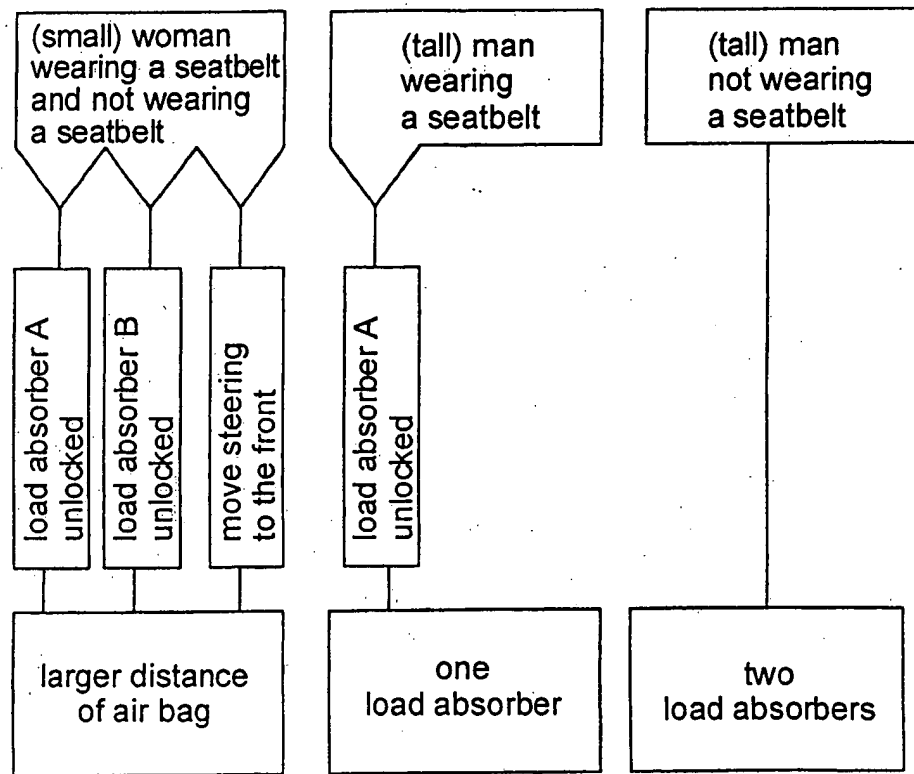 (small) woman
wearing a seatbelt
and not wearing
a seatbelt
(tall) man
wearing
a seatbelt
(tall) man
not wearing
a seatbelt
load absorber A
unlocked
load absorber B
unlocked
move steering
to the front
load absorber A
unlocked
larger distance
of air bag
one
load absorber
two
load absorbers